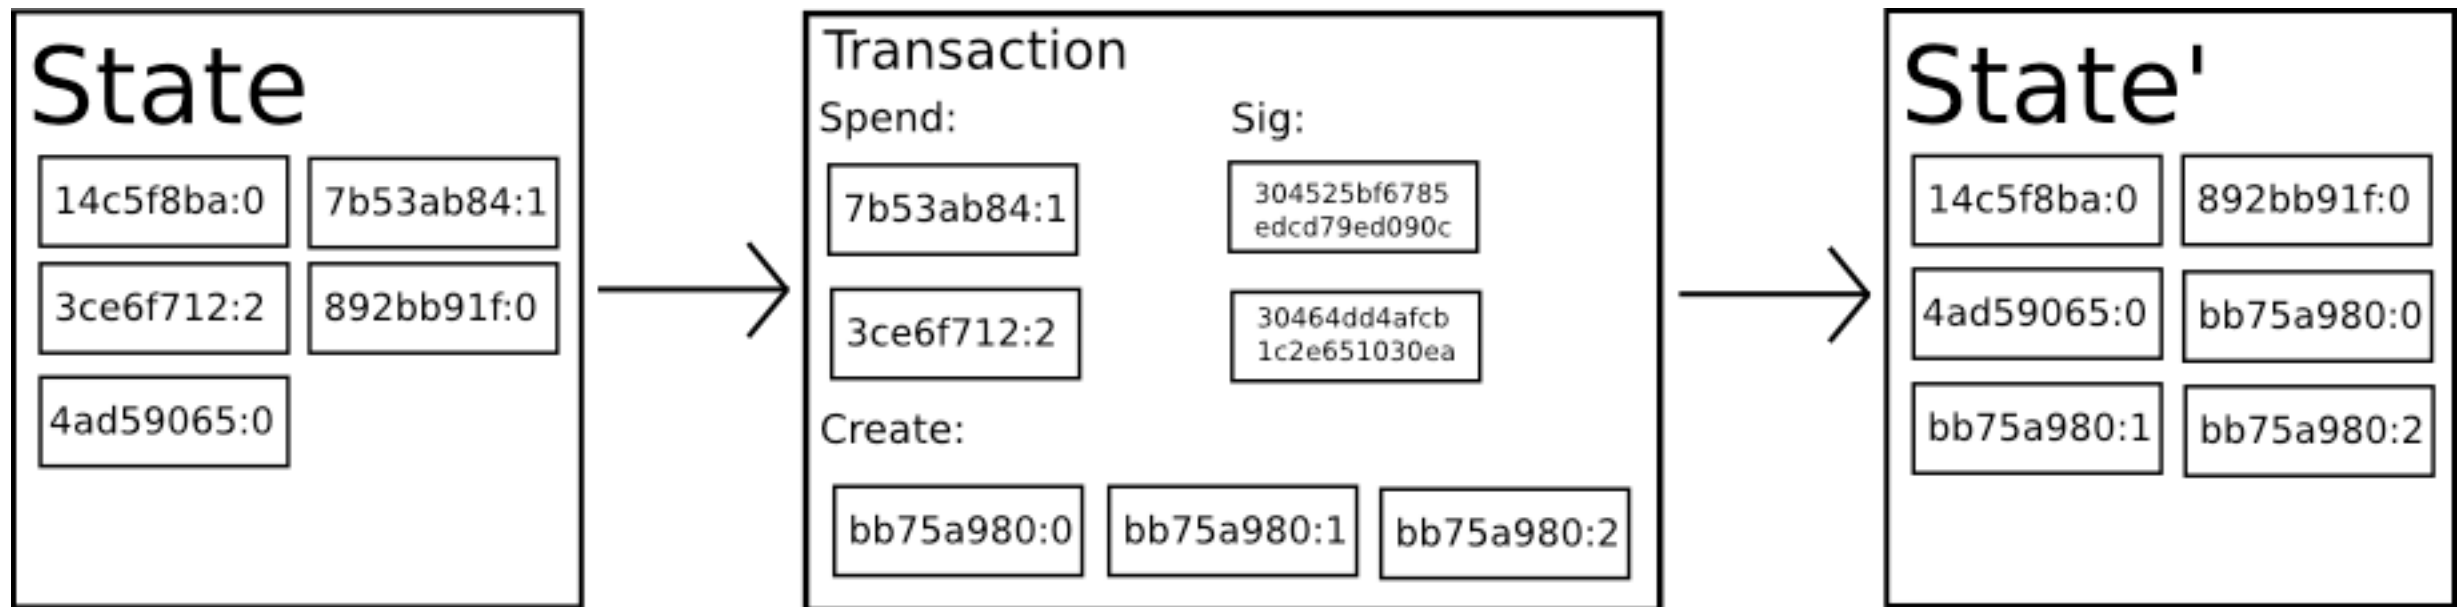 State
14c5f8ba:0 7b53ab84:1
3ce6f712:2 892bb91f:0
4ad59065:0
Transaction
Spend: Sig:
7b53ab84:1
304525bf6785
edcd79ed090c
3ce6f712:2
30464dd4afcb
1c2e651030ea
Create:
bb75a980:0 bb75a980:1 bb75a980:2
State'
14c5f8ba:0 892bb91f:0
4ad59065:0 bb75a980:0
bb75a980:1 bb75a980:2